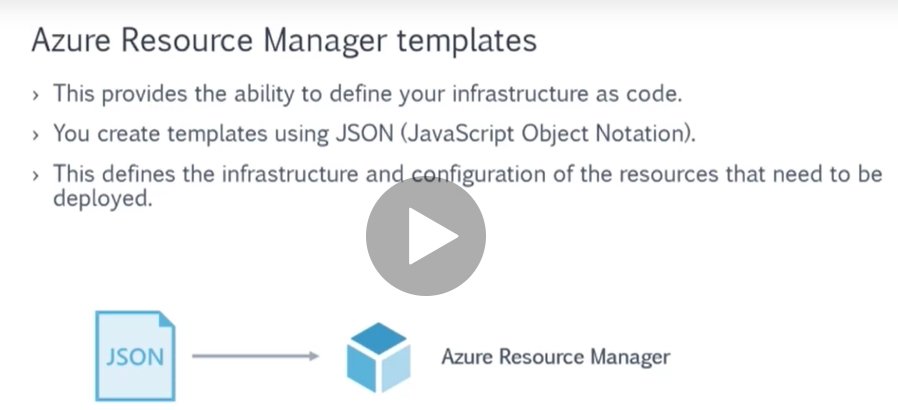 Azure Resource Manager templates
› This provides the ability to define your infrastructure as code.
› You create templates using JSON (JavaScript Object Notation).
› This defines the infrastructure and configuration of the resources that need to be
deployed.
JSON
Azure Resource Manager